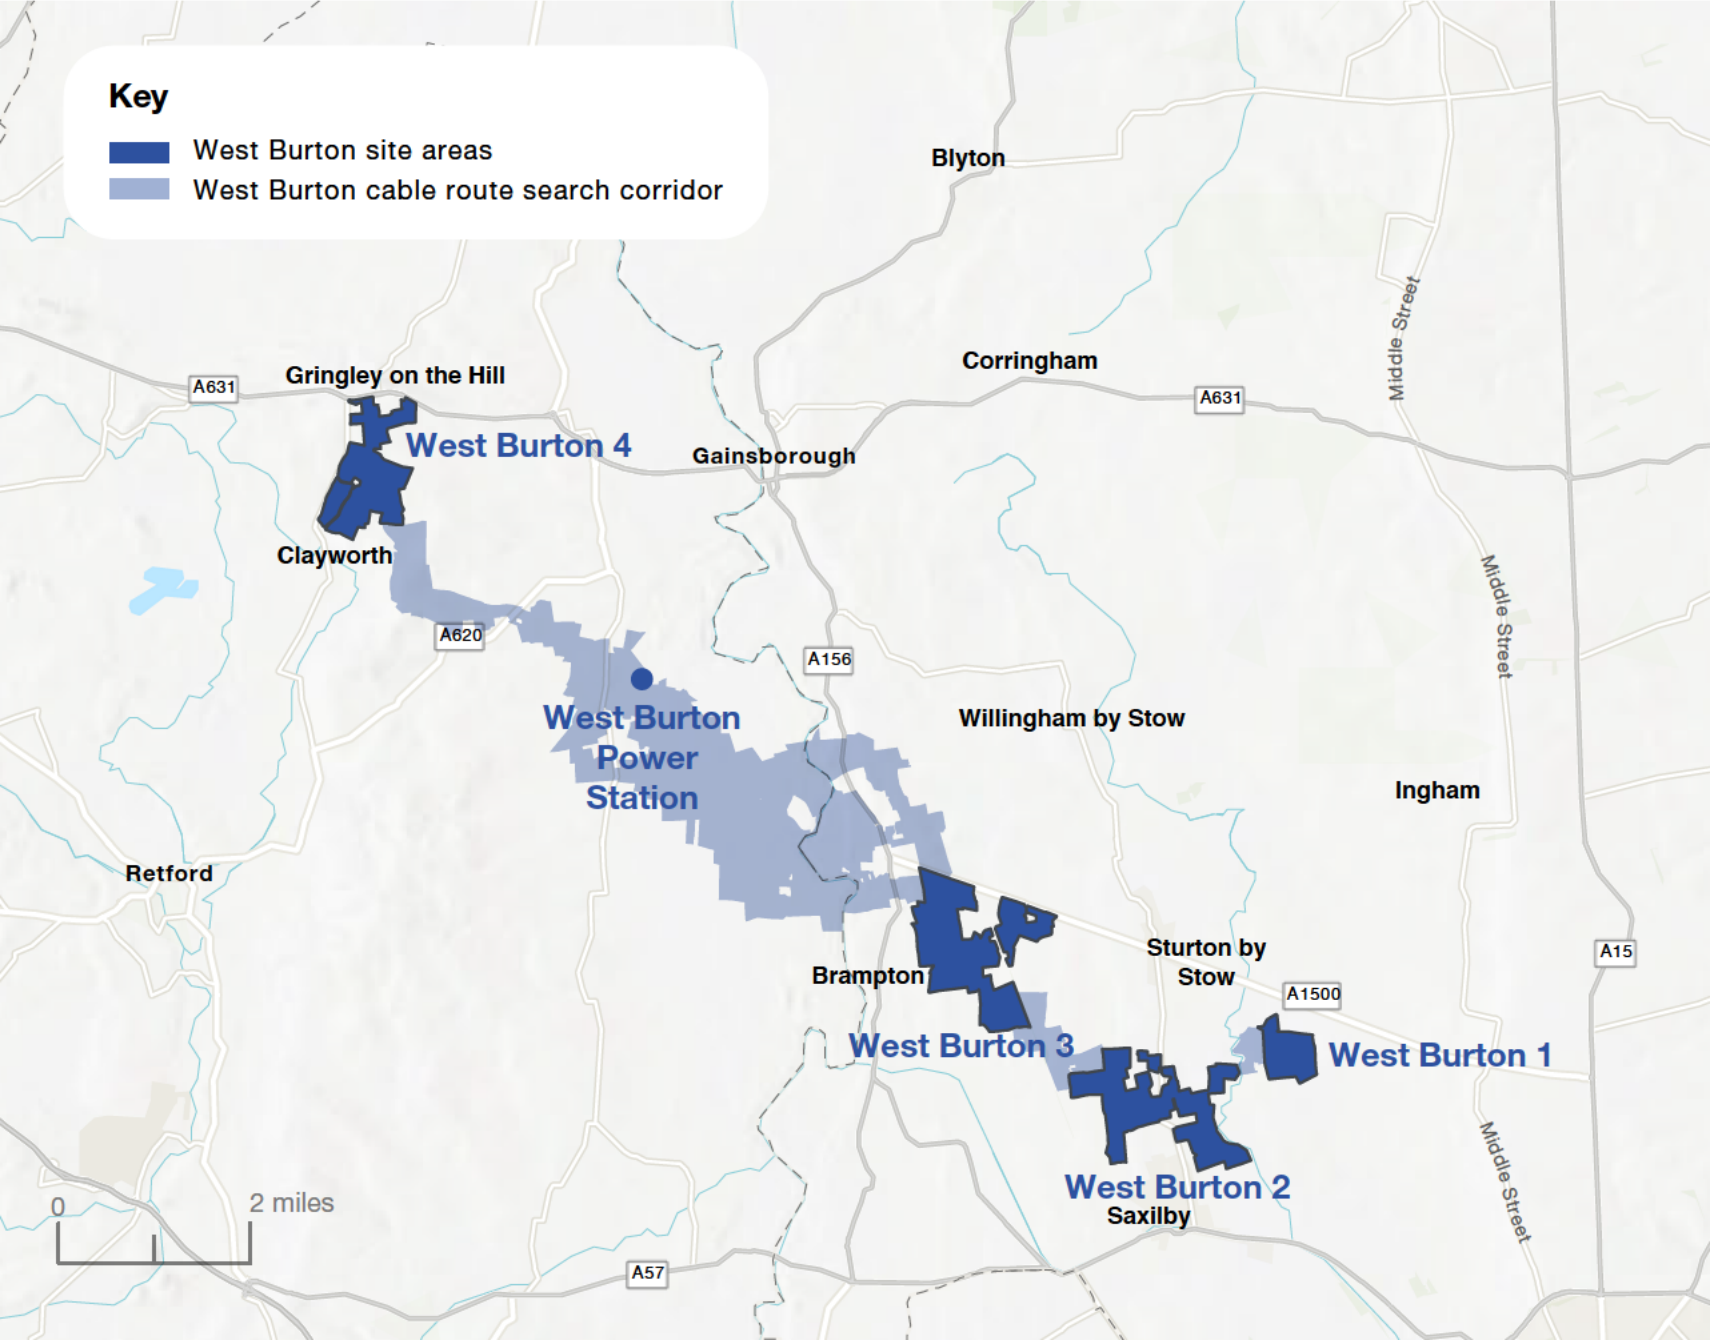 Key
West Burton site areas
West Burton cable route search corridor
Blyton
Middle Street
Corringham
Gringley on the Hill
A631
A631
West Burton 4
Gainsborough
Clayworth
Middle Street
A620
A156
West Burton
Power
Station
Willingham by Stow
Ingham
Retford
Sturton by
Stow
A15
Brampton
A1500
West Burton 3
West Burton 1
Middle Street
West Burton 2
Saxilby
0
2 miles
A57